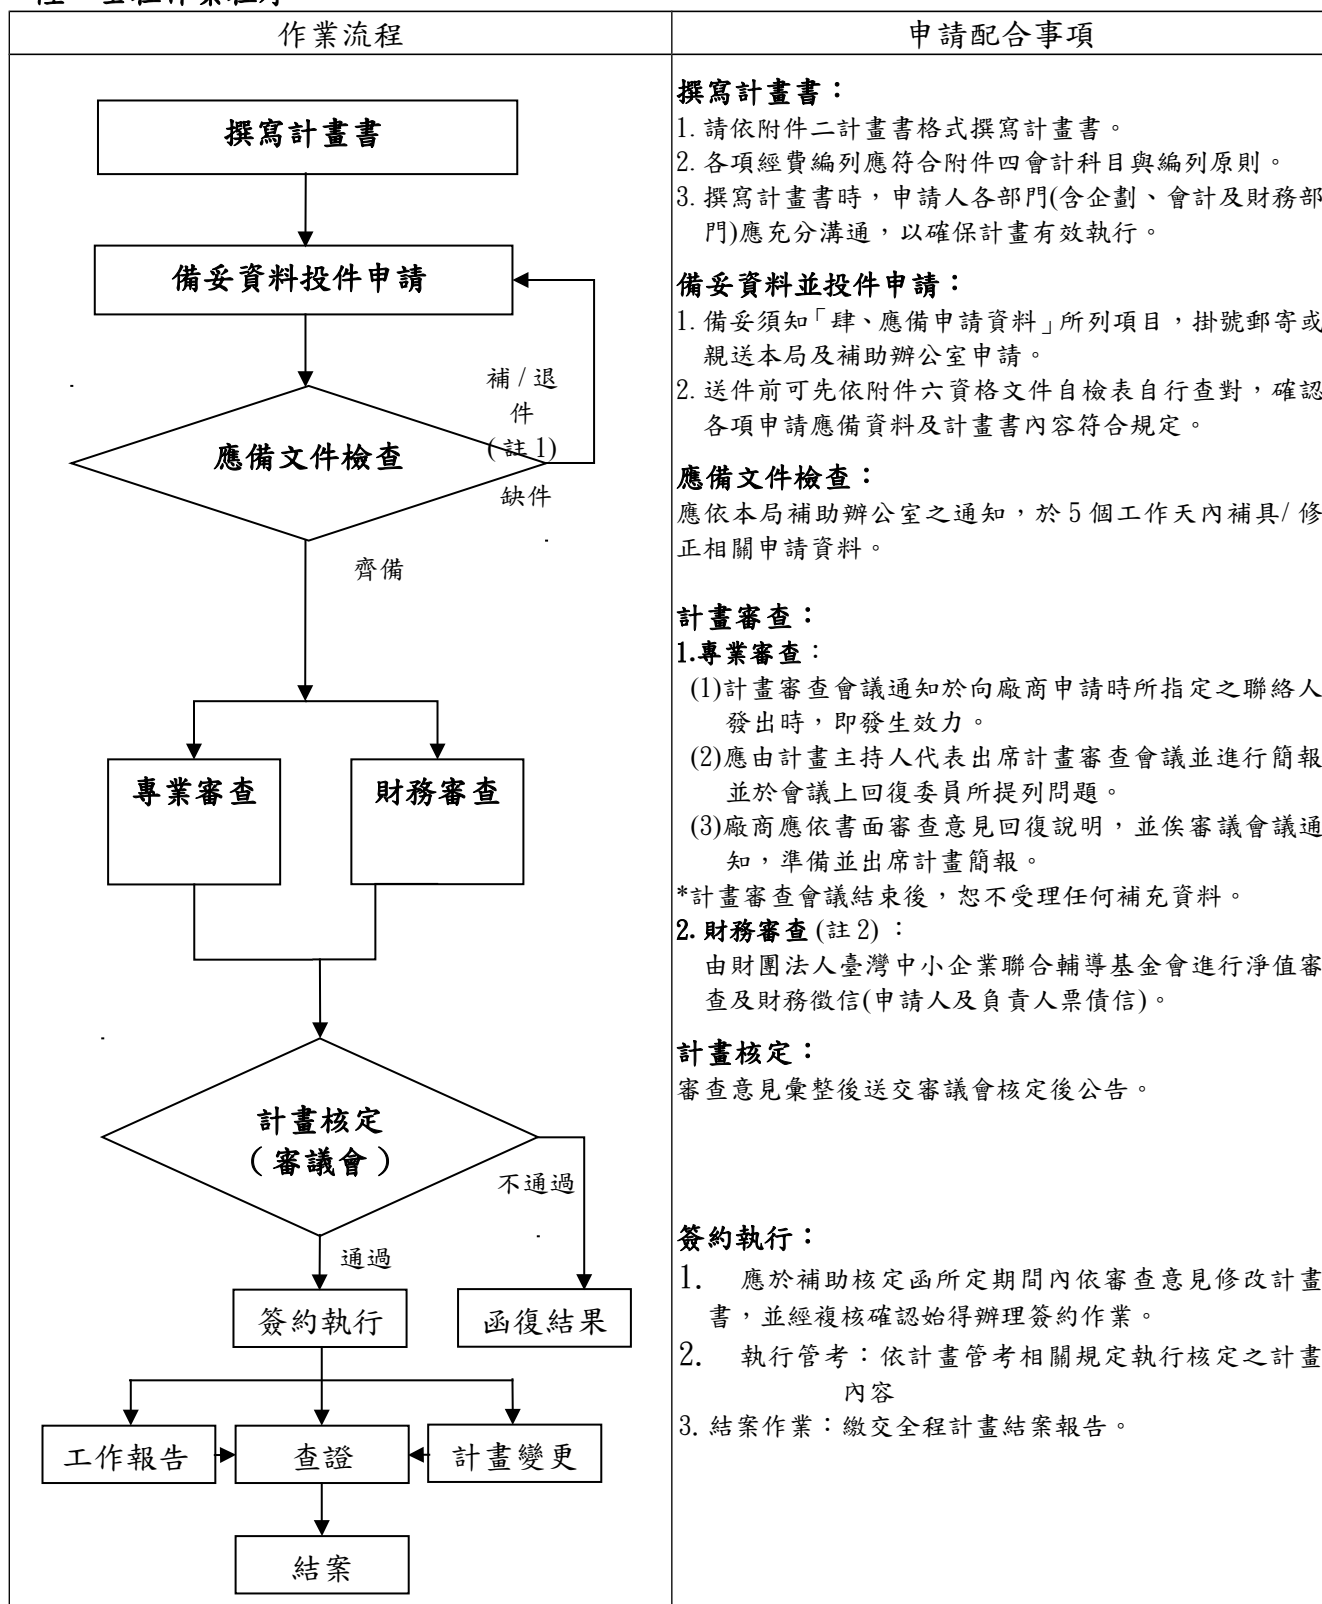 作業流程
申請配合事項
撰寫計畫書
備妥資料投件申請
補/退
件
(註1)
應備文件檢查
缺件
齊備
專業審查
財務審查
計畫核定
(審議會)
不通過
通過
簽約執行
函復結果
工作報告
查證
計畫變更
結案
撰寫計畫書：
1.請依附件二計畫書格式撰寫計畫書。
2.各項經費編列應符合附件四會計科目與編列原則。
3.撰寫計畫書時，申請人各部門(含企劃、會計及財務部
門)應充分溝通，以確保計畫有效執行。
備妥資料並投件申請：
1.備妥須知「肆、應備申請資料」所列項目，掛號郵寄或
親送本局及補助辦公室申請。
2.送件前可先依附件六資格文件自檢表自行查對，確認
各項申請應備資料及計畫書內容符合規定。
應備文件檢查：
應依本局補助辦公室之通知，於5個工作天內補具/修
正相關申請資料。
計畫審查：
1.專業審查：
(1)計畫審查會議通知於向廠商申請時所指定之聯絡人
發出時，即發生效力。
(2)應由計畫主持人代表出席計畫審查會議並進行簡報
並於會議上回復委員所提列問題。
(3)廠商應依書面審查意見回復說明，並俟審議會議通
知，準備並出席計畫簡報。
*計畫審查會議結束後，恕不受理任何補充資料。
2.財務審查(註2)：
由財團法人臺灣中小企業聯合輔導基金會進行淨值審
查及財務徵信(申請人及負責人票債信)。
計畫核定：
審查意見彙整後送交審議會核定後公告。
簽約執行：
1. 應於補助核定函所定期間內依審查意見修改計畫
書，並經複核確認始得辦理簽約作業。
2. 執行管考：依計畫管考相關規定執行核定之計畫
內容
3.結案作業：繳交全程計畫結案報告。